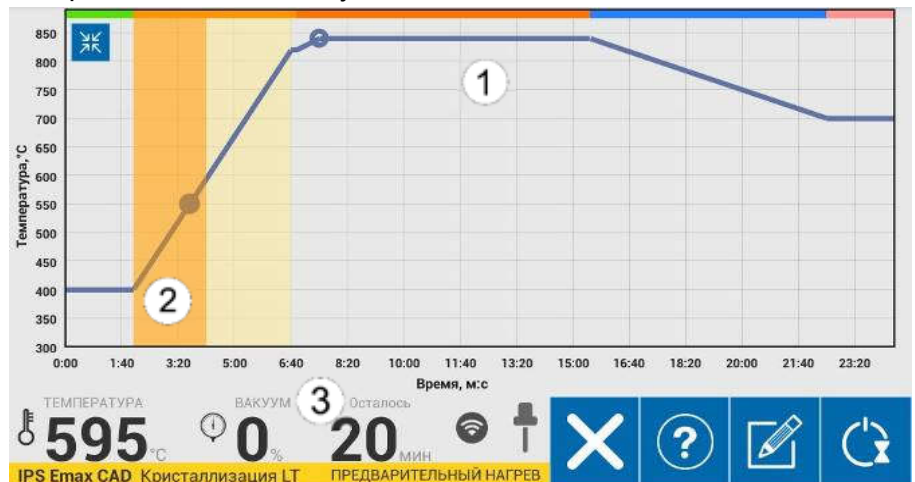 850
800
750
700
650
600
550
500
450
400
350
300
Температура,°С
1
2
0:00 1:40 3:20 5:00 6:40 8:20 10:00 11:40 13:20 15:00 16:40 18:20 20:00 21:40 23:20
Время, м:с
3
ТЕМПЕРАТУРА ВАКУУМ Осталось
595 °C 0 % 20 МИН
?
IPS Emax CAD Кристаллизация LT ПРЕДВАРИТЕЛЬНЫЙ НАГРЕВ